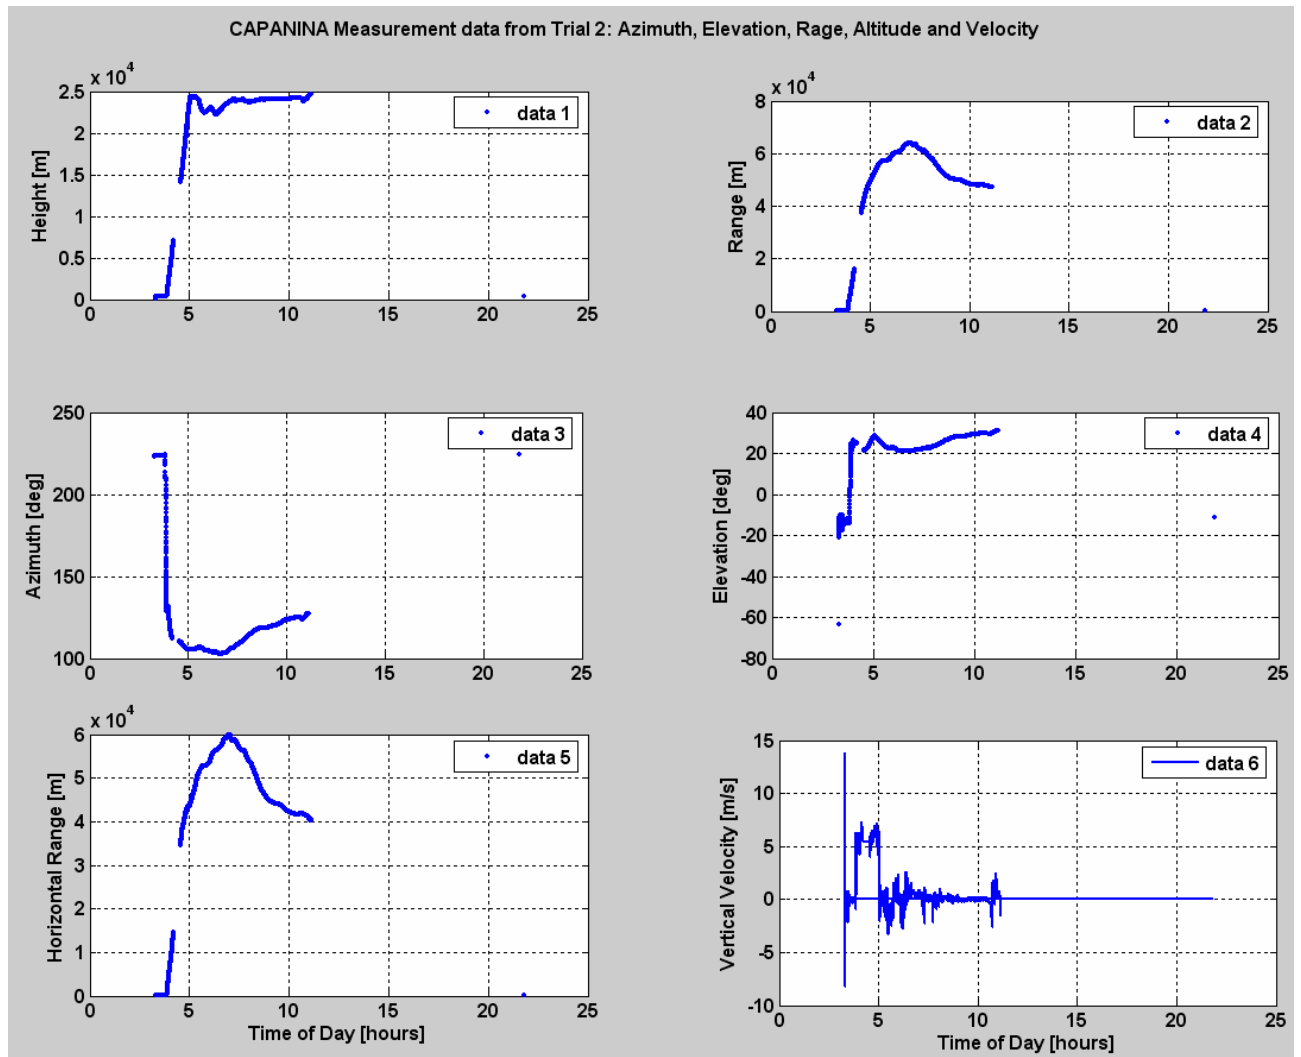 CAPANINA Measurement data from Trial 2: Azimuth, Elevation, Rage, Altitude and Velocity
x 10^4
2.5
2
1.5
1
0.5
0
Height [m]
data 1
0 5 10 15 20 25
x 10^4
8
6
4
2
0
Range [m]
data 2
0 5 10 15 20 25
250
200
150
100
Azimuth [deg]
data 3
0 5 10 15 20 25
40
20
0
-20
-40
-60
-80
Elevation [deg]
data 4
0 5 10 15 20 25
x 10^4
6
5
4
3
2
1
0
Horizontal Range [m]
data 5
0 5 10 15 20 25
Time of Day [hours]
15
10
5
0
-5
-10
Vertical Velocity [m/s]
data 6
0 5 10 15 20 25
Time of Day [hours]